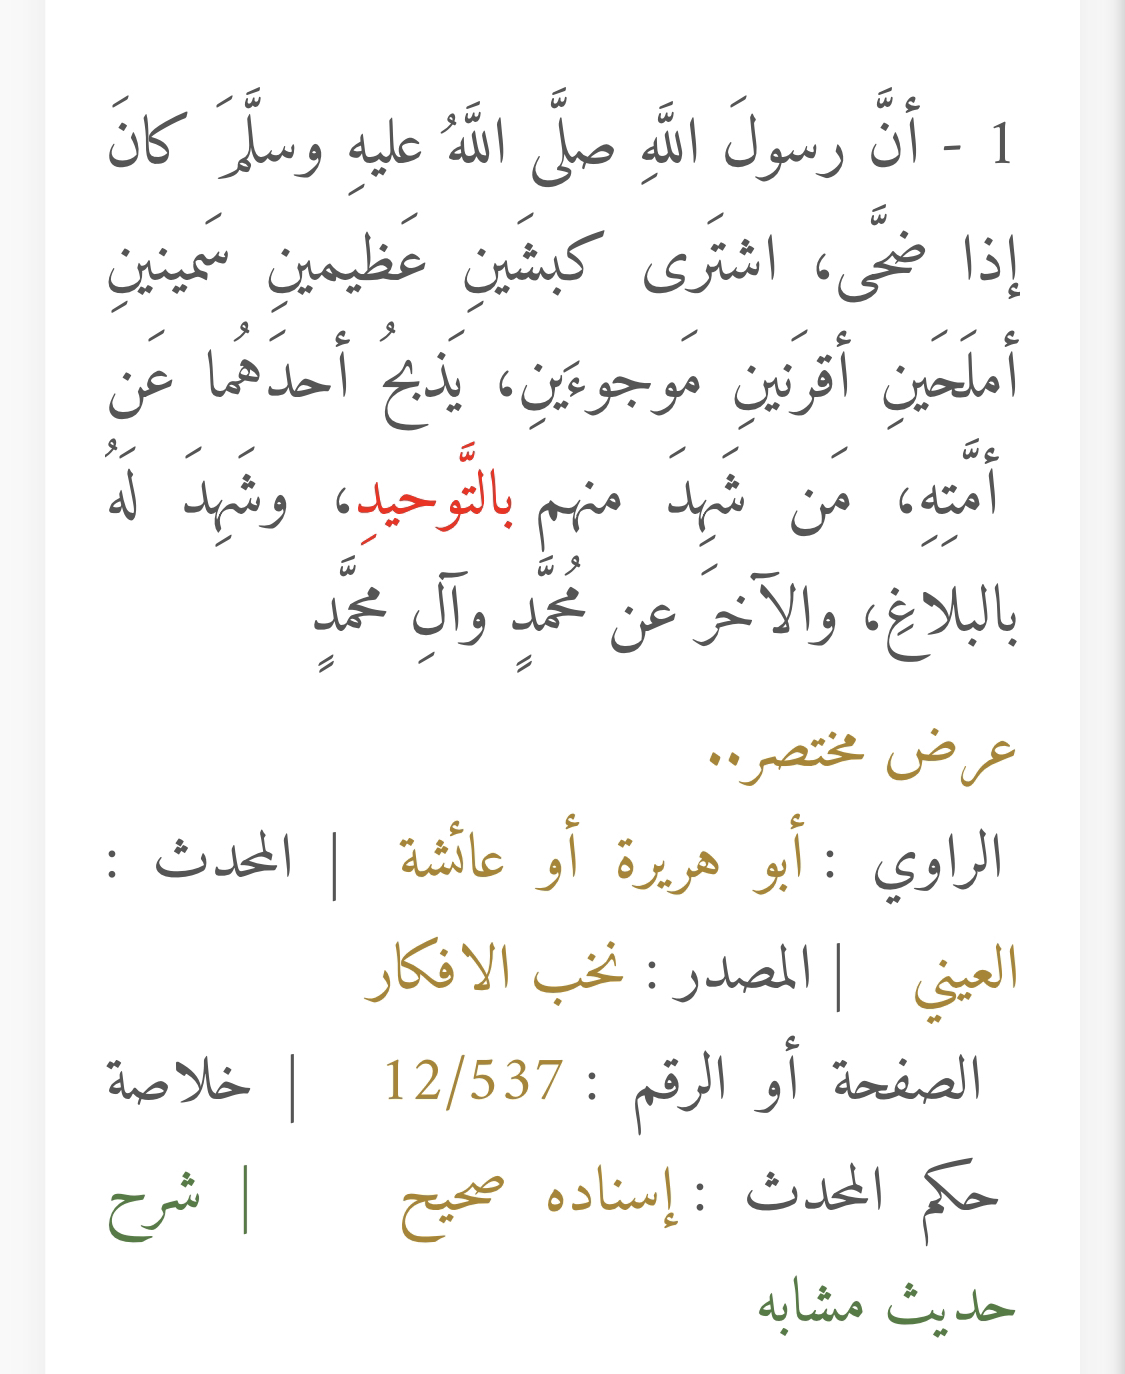 1 - أنَّ رسولَ اللَّهِ صلَّى اللَّهُ عليهِ وسلَّمَ كانَ
إذا ضحَّى، اشتَرى كبشَينِ عَظيمينِ سَمينينِ
أملَحَينِ أقرَنينِ مَوجوءَينِ، يَذبحُ أحدَهُما عَن
أمَّتِهِ، مَن شَهِدَ منهم بالتَّوحيدِ، وشَهِدَ لَهُ
بالبلاغِ، والآخرَ عن مُحمَّدٍ وآلِ محمَّدٍ
عرض مختصر..
الراوي : أبو هريرة أو عائشة | المحدث :
العيني | المصدر : نخب الافكار
الصفحة أو الرقم : 12/537 | خلاصة
حكم المحدث : إسناده صحيح | شرح
حديث مشابه